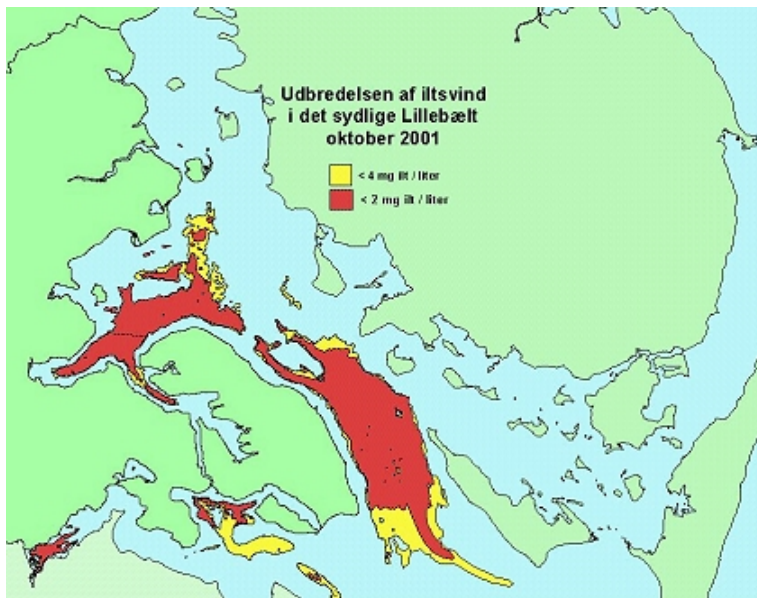 Udbredelsen af iltsvind
i det sydlige Lillebælt
oktober 2001
< 4 mg ilt / liter
< 2 mg ilt / liter